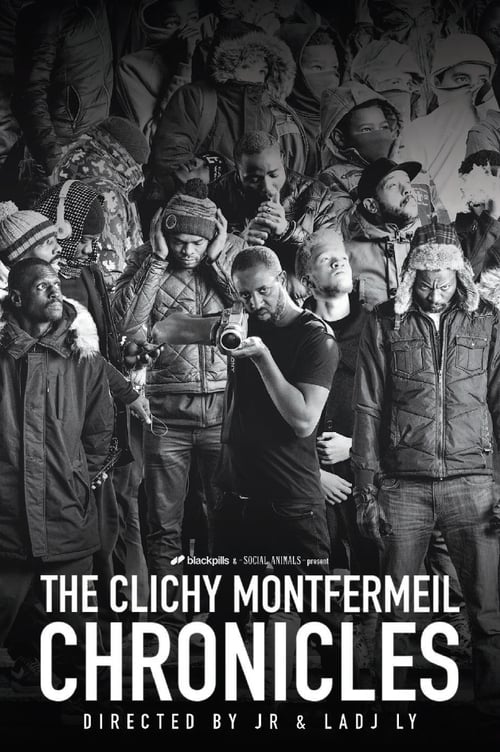 blackpills & - SOCIAL ANIMALS - present
THE CLICHY MONTFERMEIL
CHRONICLES
DIRECTED BY JR & LADJ LY